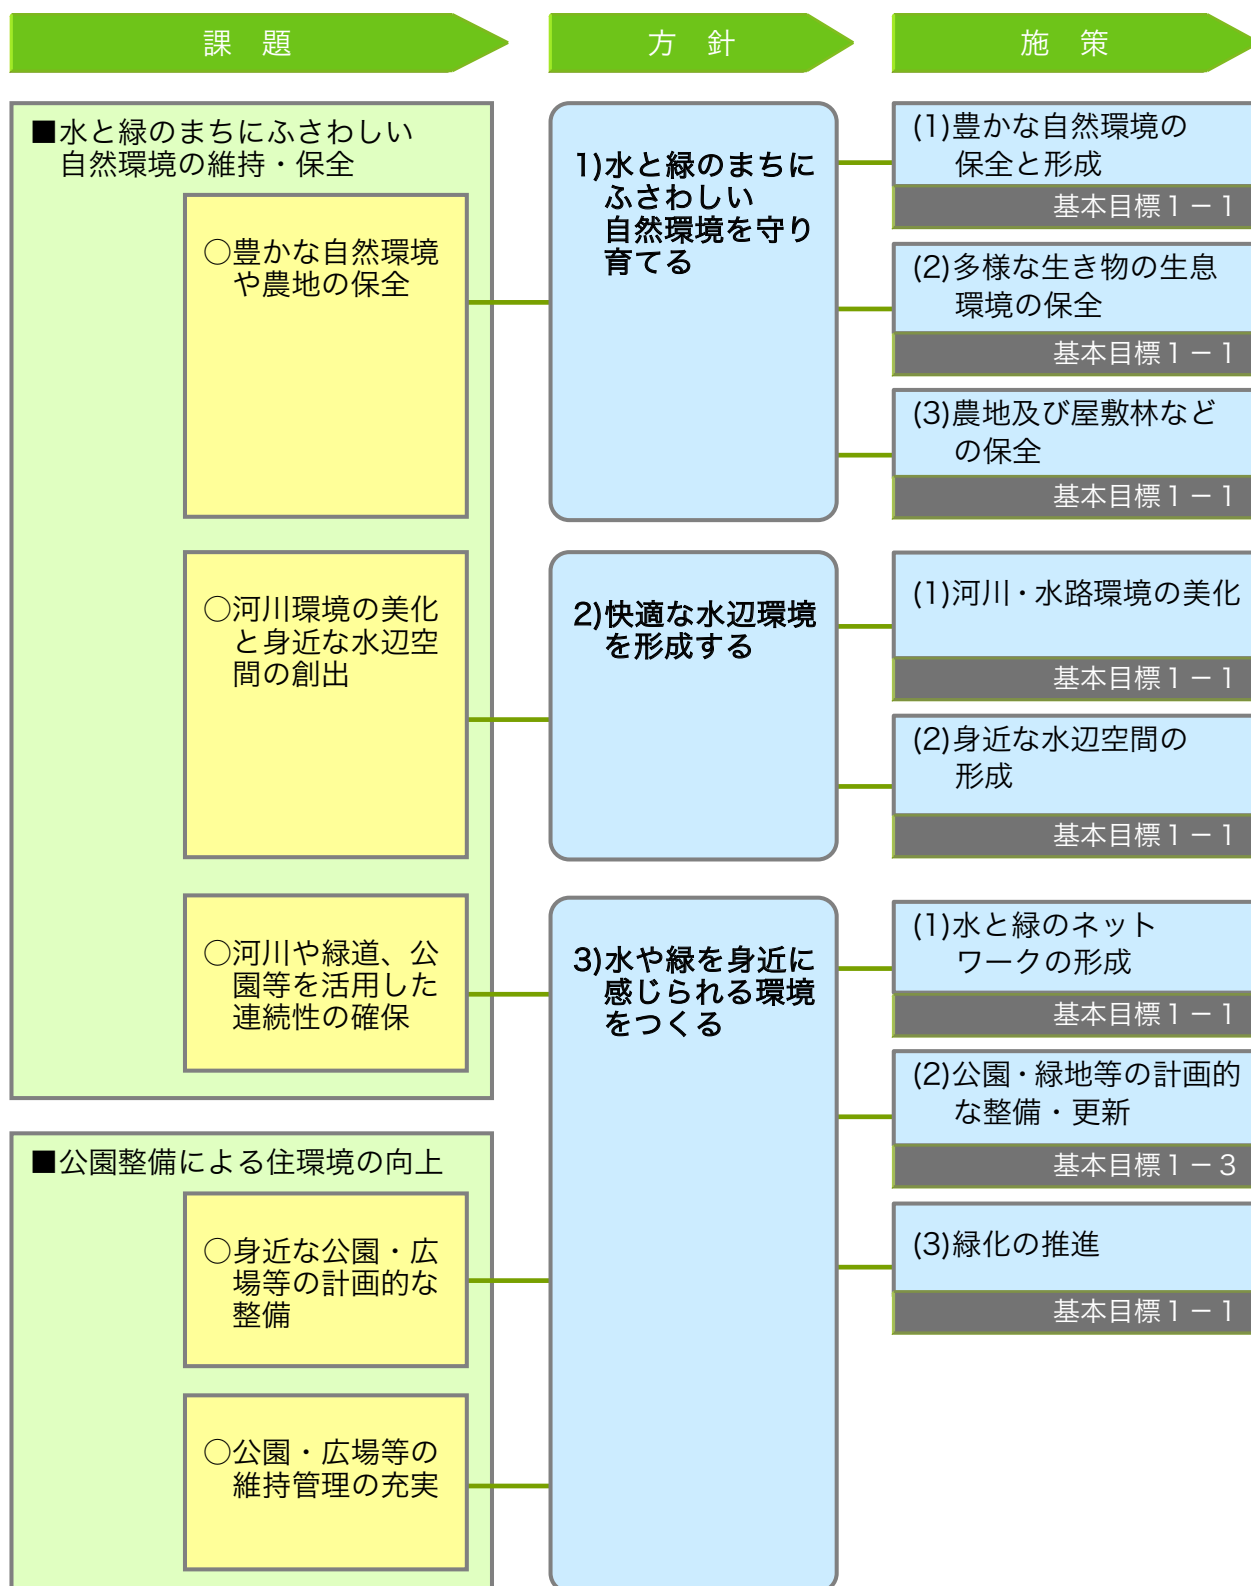 課　題
方　針
施　策
■水と緑のまちにふさわしい
自然環境の維持・保全
○豊かな自然環境
や農地の保全
○河川環境の美化
と身近な水辺空
間の創出
○河川や緑道、公
園等を活用した
連続性の確保
■公園整備による住環境の向上
○身近な公園・広
場等の計画的な
整備
○公園・広場等の
維持管理の充実
1)水と緑のまちに
ふさわしい
自然環境を守り
育てる
2)快適な水辺環境
を形成する
3)水や緑を身近に
感じられる環境
をつくる
(1)豊かな自然環境の
保全と形成
基本目標１－１
(2)多様な生き物の生息
環境の保全
基本目標１－１
(3)農地及び屋敷林など
の保全
基本目標１－１
(1)河川・水路環境の美化
基本目標１－１
(2)身近な水辺空間の
形成
基本目標１－１
(1)水と緑のネット
ワークの形成
基本目標１－１
(2)公園・緑地等の計画的
な整備・更新
基本目標１－３
(3)緑化の推進
基本目標１－１